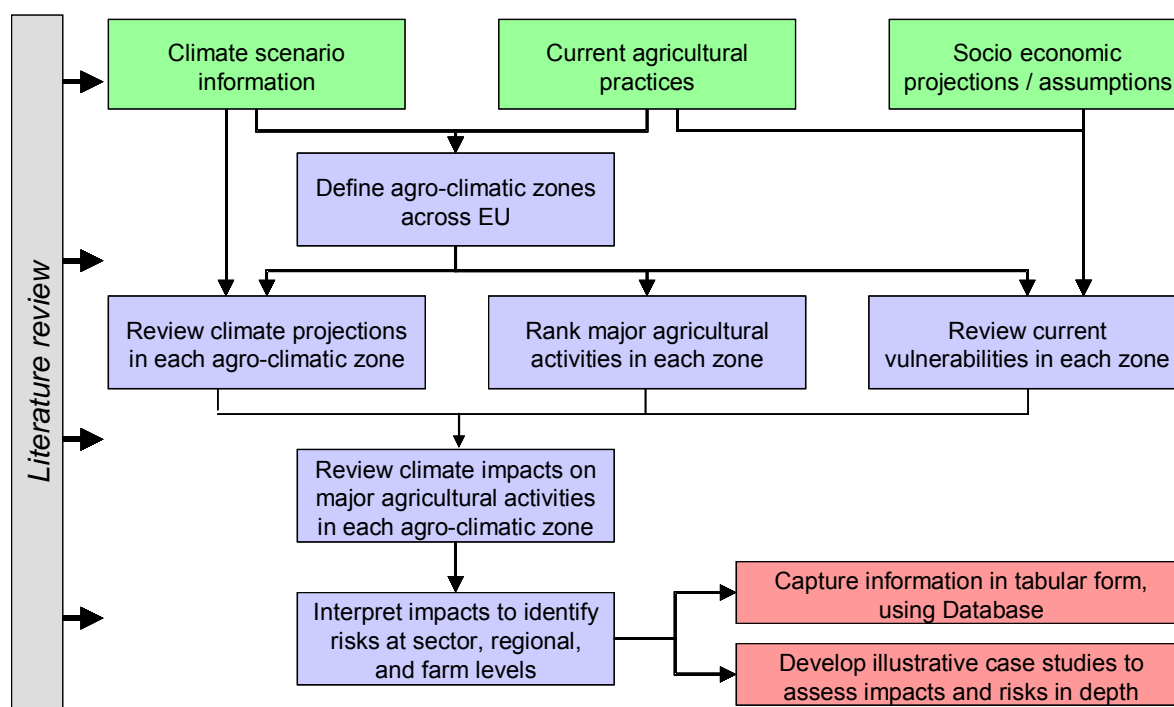 Literature review
Climate scenario
information
Current agricultural
practices
Socio economic
projections / assumptions
Define agro-climatic zones
across EU
Review climate projections
in each agro-climatic zone
Rank major agricultural
activities in each zone
Review current
vulnerabilities in each zone
Review climate impacts on
major agricultural activities
in each agro-climatic zone
Interpret impacts to identify
risks at sector, regional,
and farm levels
Capture information in tabular form,
using Database
Develop illustrative case studies to
assess impacts and risks in depth